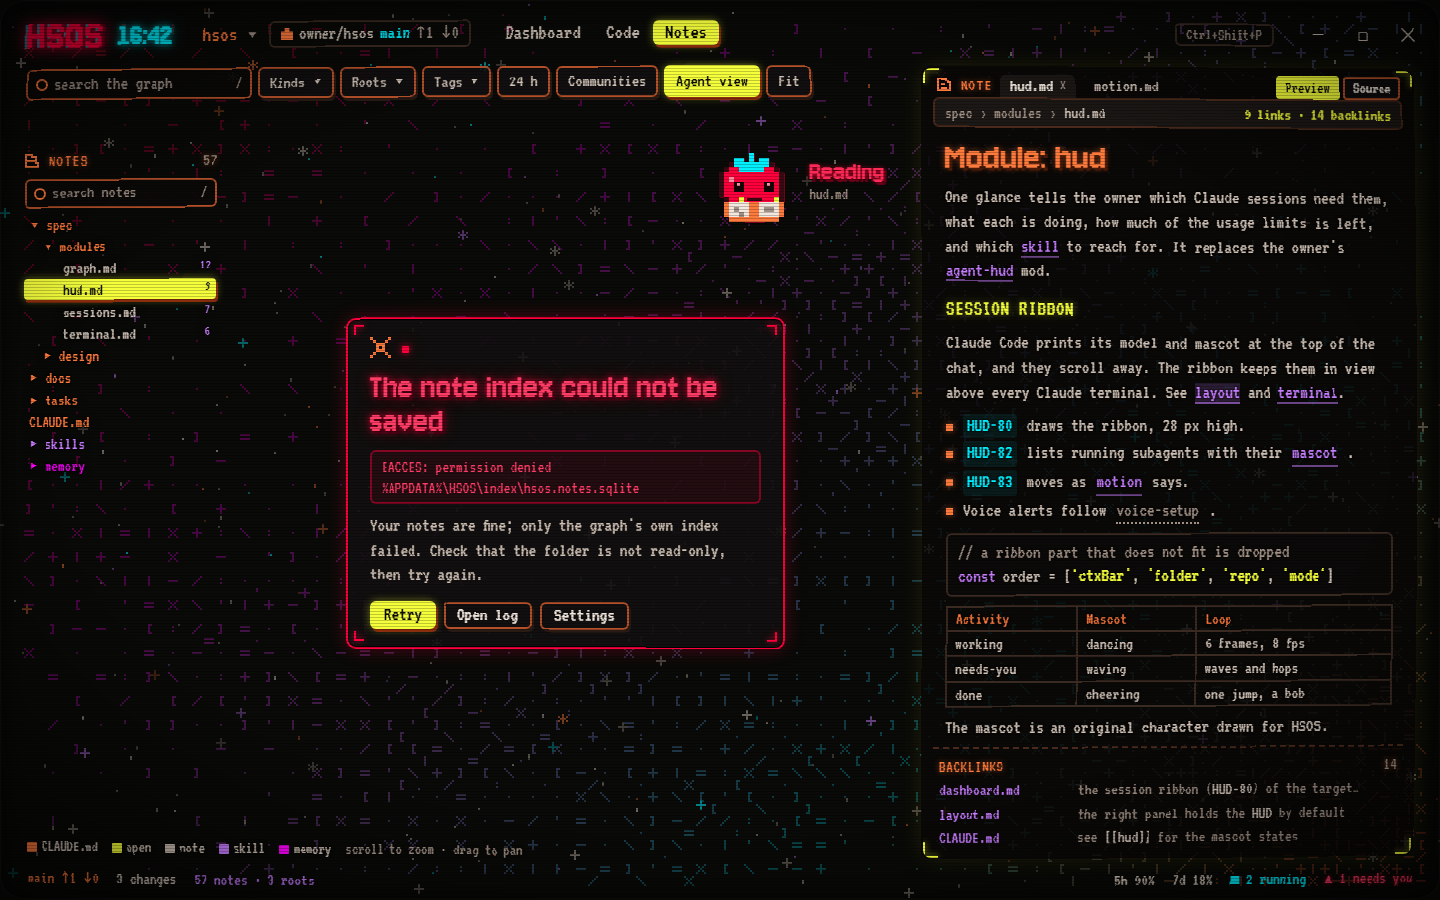 HSOS 16:42 hsos owner/hsos main ↑1 ↓0 Dashboard Code Notes Ctrl+Shift+P
search the graph / Kinds Roots Tags 24 h Communities Agent view Fit
NOTES 57
search notes /
spec
modules
graph.md 12
hud.md 9
sessions.md 7
terminal.md 6
design
docs
tasks
CLAUDE.md
skills
memory
Reading
hud.md
The note index could not be
saved
EACCES: permission denied
%APPDATA%\HSOS\index\hsos.notes.sqlite
Your notes are fine; only the graph's own index
failed. Check that the folder is not read-only,
then try again.
Retry Open log Settings
NOTE hud.md x motion.md Preview Source
spec › modules › hud.md 9 links · 14 backlinks
Module: hud
One glance tells the owner which Claude sessions need them,
what each is doing, how much of the usage limits is left,
and which skill to reach for. It replaces the owner's
agent-hud mod.
SESSION RIBBON
Claude Code prints its model and mascot at the top of the
chat, and they scroll away. The ribbon keeps them in view
above every Claude terminal. See layout and terminal.
HUD-80 draws the ribbon, 28 px high.
HUD-82 lists running subagents with their mascot .
HUD-83 moves as motion says.
Voice alerts follow voice-setup .
// a ribbon part that does not fit is dropped
const order = ['ctxBar', 'folder', 'repo', 'mode']
Activity Mascot Loop
working dancing 6 frames, 8 fps
needs-you waving waves and hops
done cheering one jump, a bob
The mascot is an original character drawn for HSOS.
BACKLINKS 14
dashboard.md the session ribbon (HUD-80) of the target…
layout.md the right panel holds the HUD by default
CLAUDE.md see [[hud]] for the mascot states
CLAUDE.md open note skill memory scroll to zoom · drag to pan
main ↑1 ↓0 3 changes 57 notes · 3 roots
5h 90% 7d 18% 2 running 1 needs you